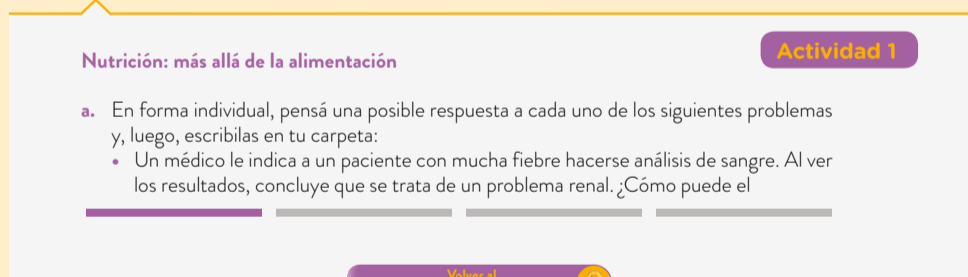 Actividad 1
Nutrición: más allá de la alimentación
a. En forma individual, pensá una posible respuesta a cada uno de los siguientes problemas
y, luego, escribilas en tu carpeta:
• Un médico le indica a un paciente con mucha fiebre hacerse análisis de sangre. Al ver
los resultados, concluye que se trata de un problema renal. ¿Cómo puede el
Volver al